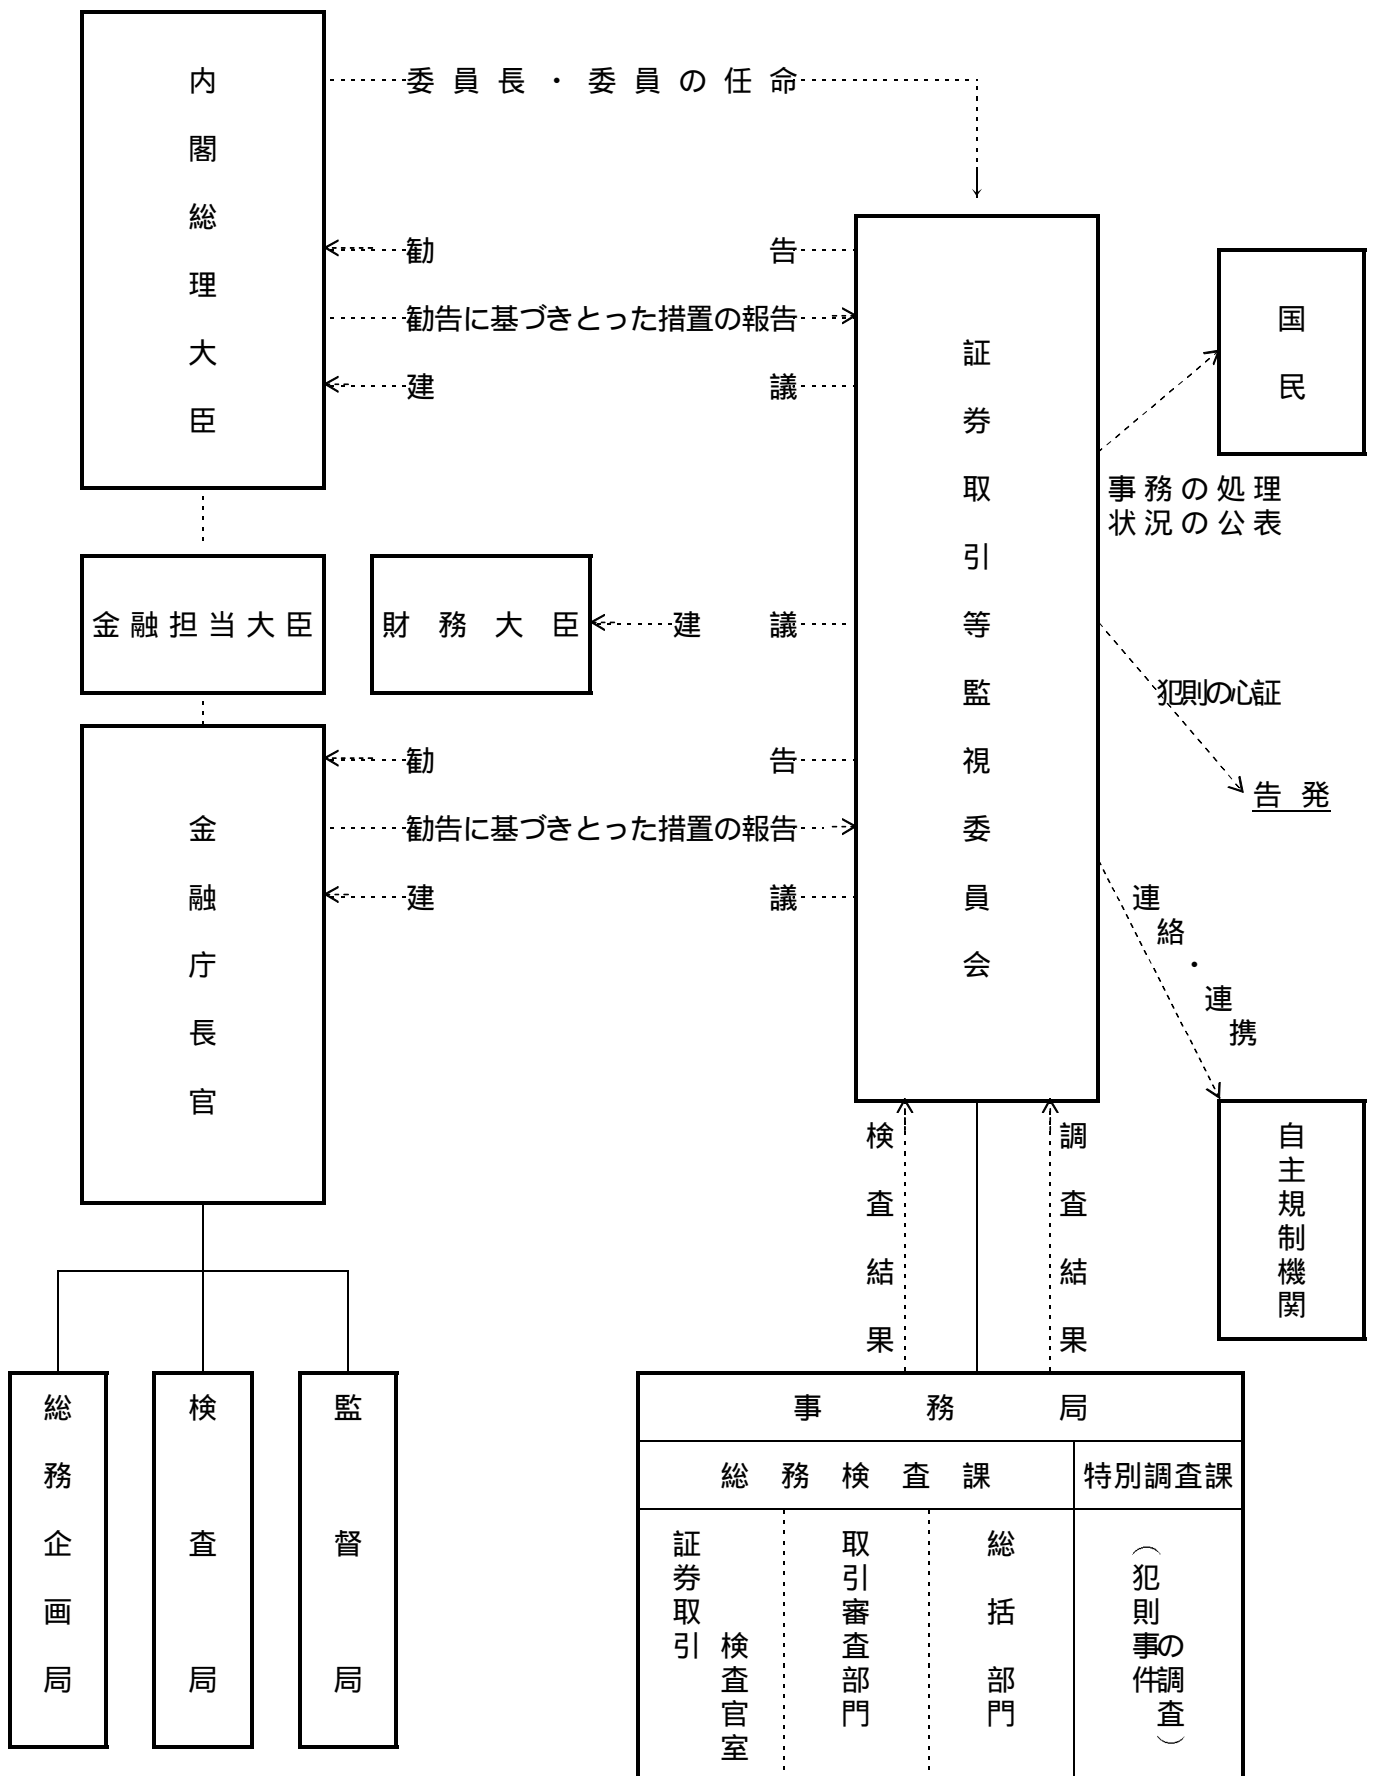 内閣総理大臣
委員長・委員の任命
勧告
勧告に基づきとった措置の報告
建議
証券取引等監視委員会
国民
事務の処理
状況の公表
金融担当大臣
財務大臣
建議
犯則の心証
告発
金融庁長官
勧告
勧告に基づきとった措置の報告
建議
連絡・連携
自主規制機関
検査結果
調査結果
総務企画局
検査局
監督局
事務局
総務検査課
特別調査課
証券取引
検査官室
取引審査部門
総括部門
（犯則事件
の調査）